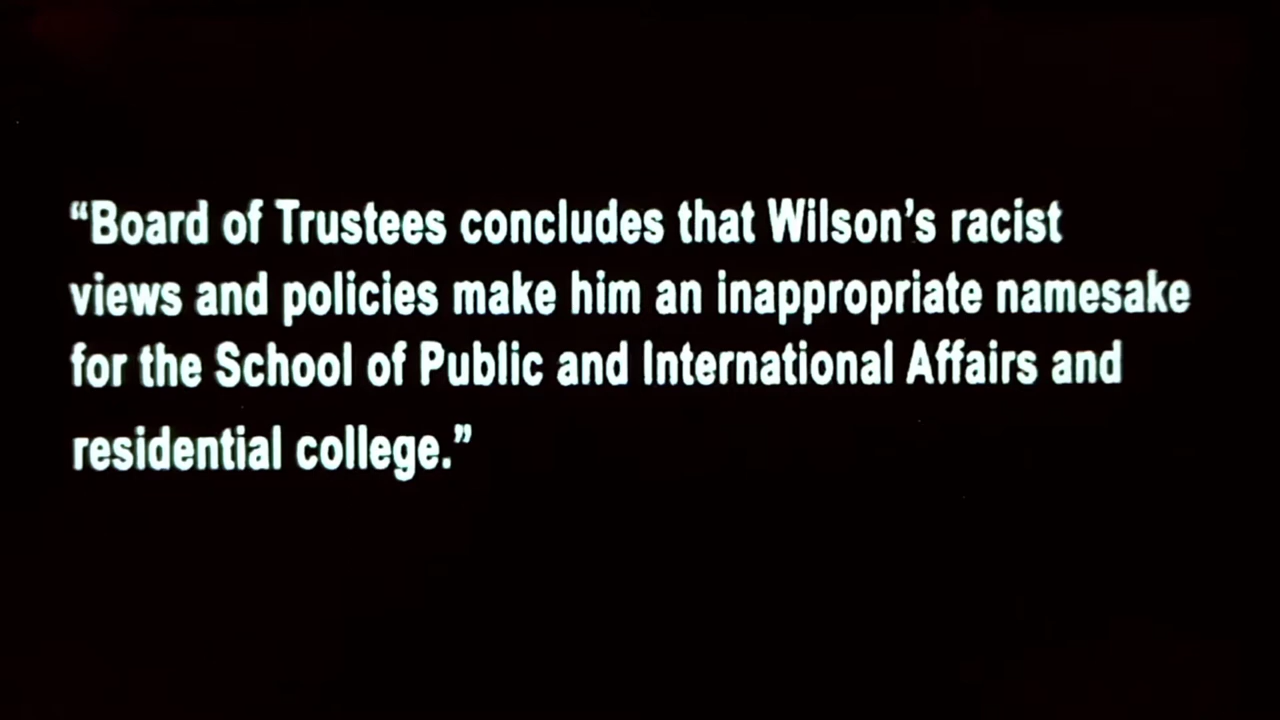 “Board of Trustees concludes that Wilson’s racist
views and policies make him an inappropriate namesake
for the School of Public and International Affairs and
residential college.”